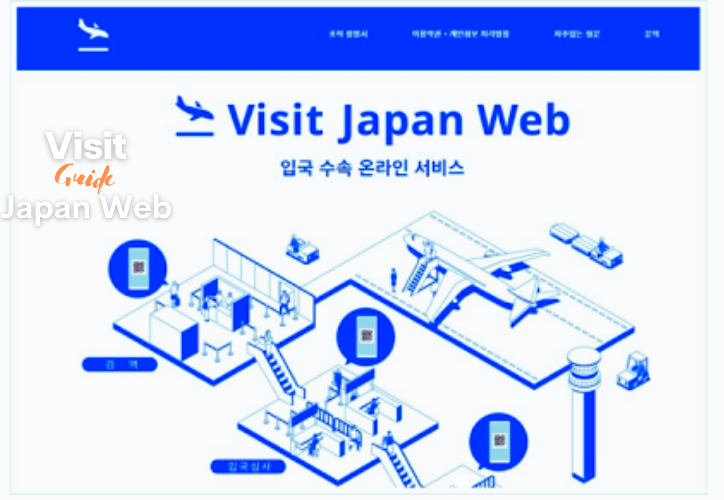 조작 설명서 이용약관・개인정보 처리방침 자주있는 질문 문의
Visit Japan Web
입국 수속 온라인 서비스
Visit
Guide
Japan Web
검 역
입국심사